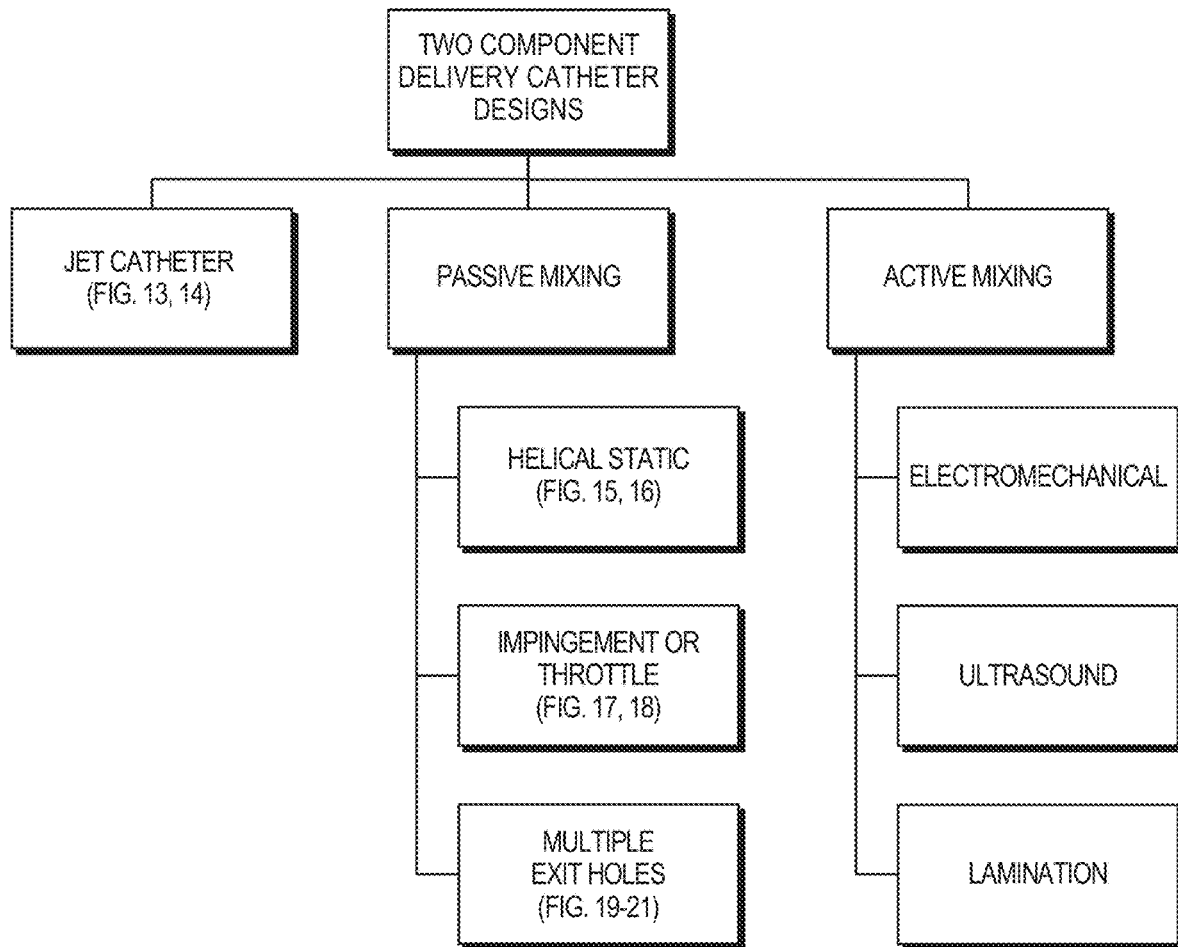 TWO COMPONENT
DELIVERY CATHETER
DESIGNS
JET CATHETER
(FIG. 13, 14)
PASSIVE MIXING
ACTIVE MIXING
HELICAL STATIC
(FIG. 15, 16)
ELECTROMECHANICAL
IMPINGEMENT OR
THROTTLE
(FIG. 17, 18)
ULTRASOUND
MULTIPLE
EXIT HOLES
(FIG. 19-21)
LAMINATION